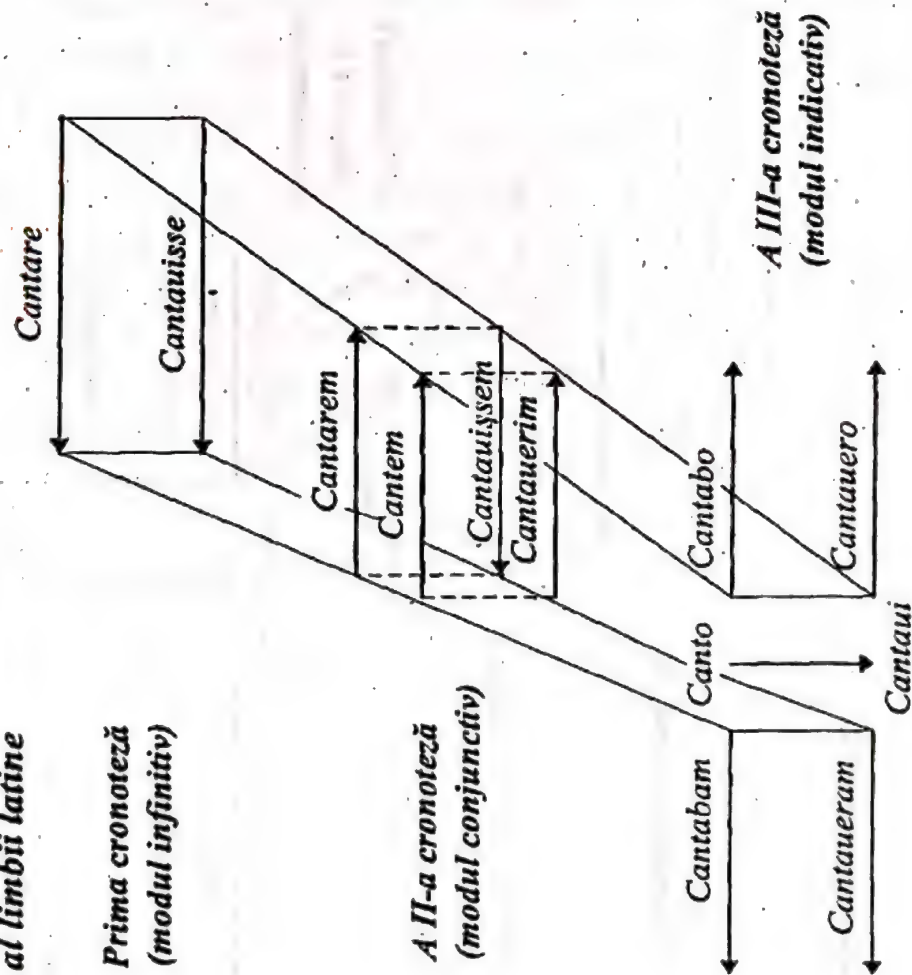 al limbii latine
Prima cronoteză
(modul infinitiv)
Cantare
Cantauisse
A II-a cronoteză
(modul conjunctiv)
Cantarem
Cantem
Cantauissem
Cantauerim
A III-a cronoteză
(modul indicativ)
Cantabam
Canto
Cantabo
Cantaueram
Cantaui
Cantauero